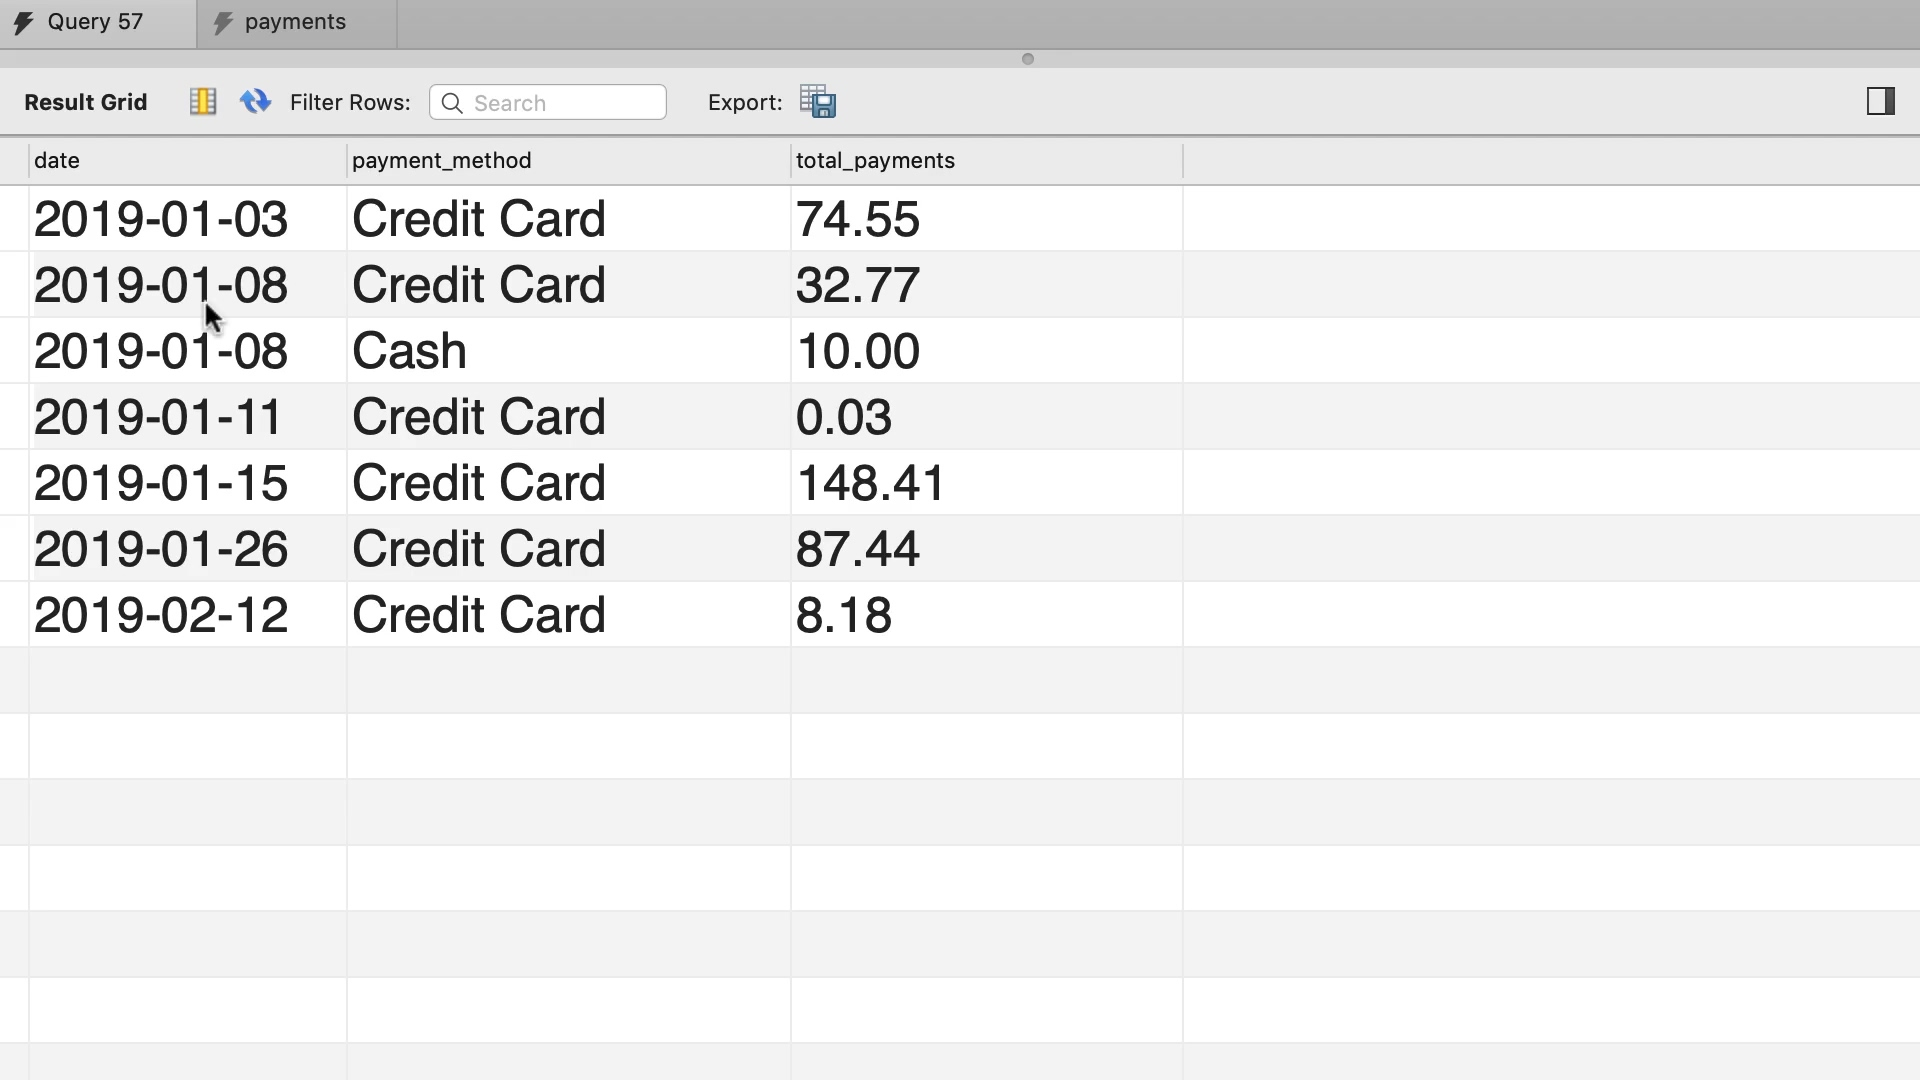 Query 57 payments
Result Grid Filter Rows: Search Export:
date payment_method total_payments
2019-01-03 Credit Card 74.55
2019-01-08 Credit Card 32.77
2019-01-08 Cash 10.00
2019-01-11 Credit Card 0.03
2019-01-15 Credit Card 148.41
2019-01-26 Credit Card 87.44
2019-02-12 Credit Card 8.18